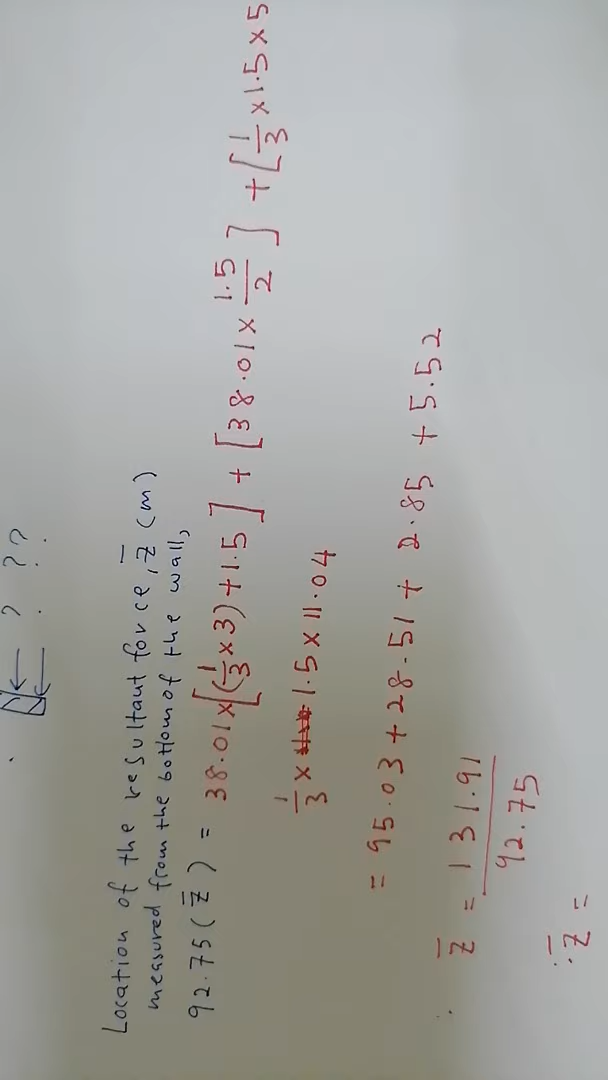 ? ??
Location of the resultant force, z̄ (m)
measured from the bottom of the wall,
92.75 (z̄) = 38.01 x [(1/3 x 3) + 1.5] + [38.01 x 1.5/2] + [1/3 x 1.5 x 5
1/3 x 1.5 x 11.04
= 95.03 + 28.51 + 2.85 + 5.52
z̄ = 131.91/92.75
∴ z̄ =